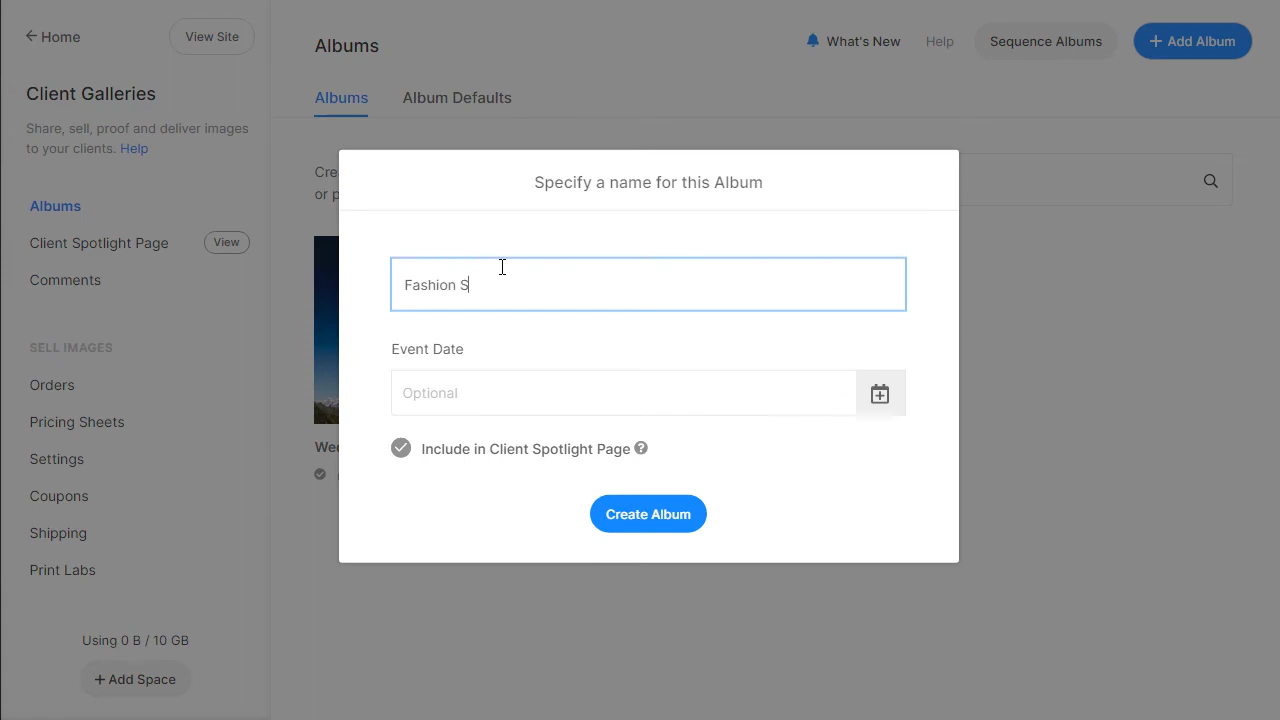 Home
View Site
Client Galleries
Share, sell, proof and deliver images
to your clients. Help
Albums
Client Spotlight Page
View
Comments
SELL IMAGES
Orders
Pricing Sheets
Settings
Coupons
Shipping
Print Labs
Using 0 B / 10 GB
+ Add Space
Albums
What's New
Help
Sequence Albums
+ Add Album
Albums
Album Defaults
or
Specify a name for this Album
Fashion S
Event Date
Optional
Include in Client Spotlight Page
Create Album